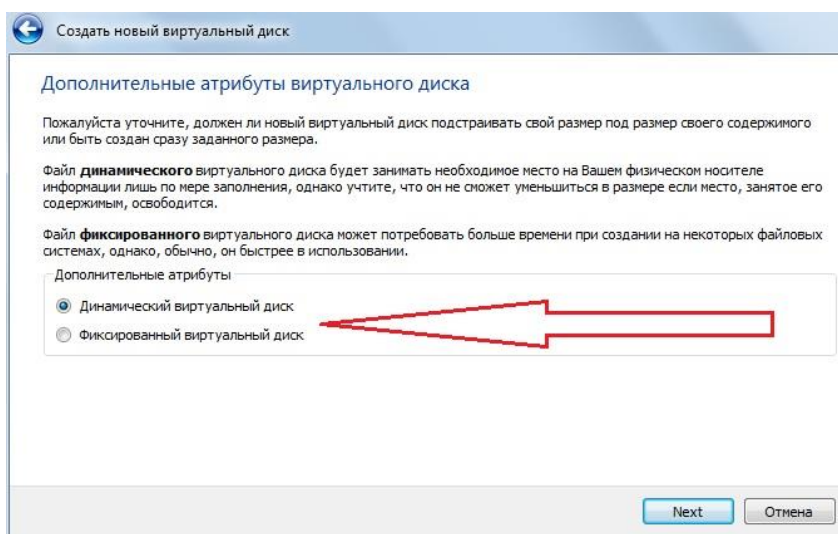 Создать новый виртуальный диск
Дополнительные атрибуты виртуального диска
Пожалуйста уточните, должен ли новый виртуальный диск подстраивать свой размер под размер своего содержимого
или быть создан сразу заданного размера.
Файл динамического виртуального диска будет занимать необходимое место на Вашем физическом носителе
информации лишь по мере заполнения, однако учтите, что он не сможет уменьшиться в размере если место, занятое его
содержимым, освободится.
Файл фиксированного виртуального диска может потребовать больше времени при создании на некоторых файловых
системах, однако, обычно, он быстрее в использовании.
Дополнительные атрибуты
Динамический виртуальный диск
Фиксированный виртуальный диск
Next Отмена